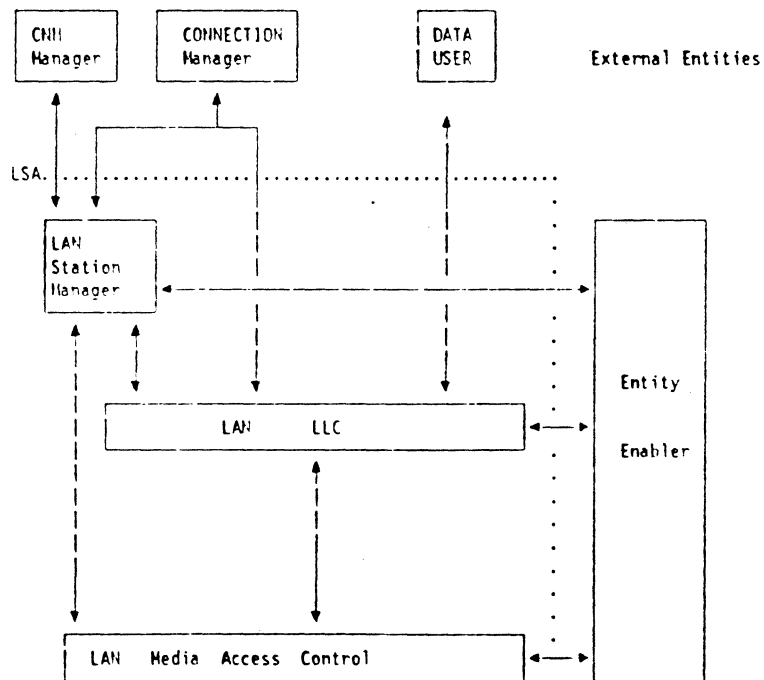 CNM
Manager
CONNECTION
Manager
DATA
USER
External Entities
LSA
LAN
Station
Manager
Entity
Enabler
LAN LLC
LAN Media Access Control